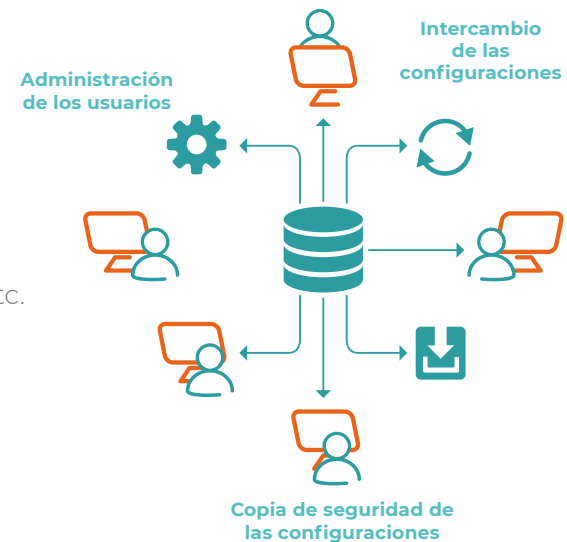 Intercambio
de las
configuraciones
Administración
de los usuarios
Copia de seguridad de
las configuraciones